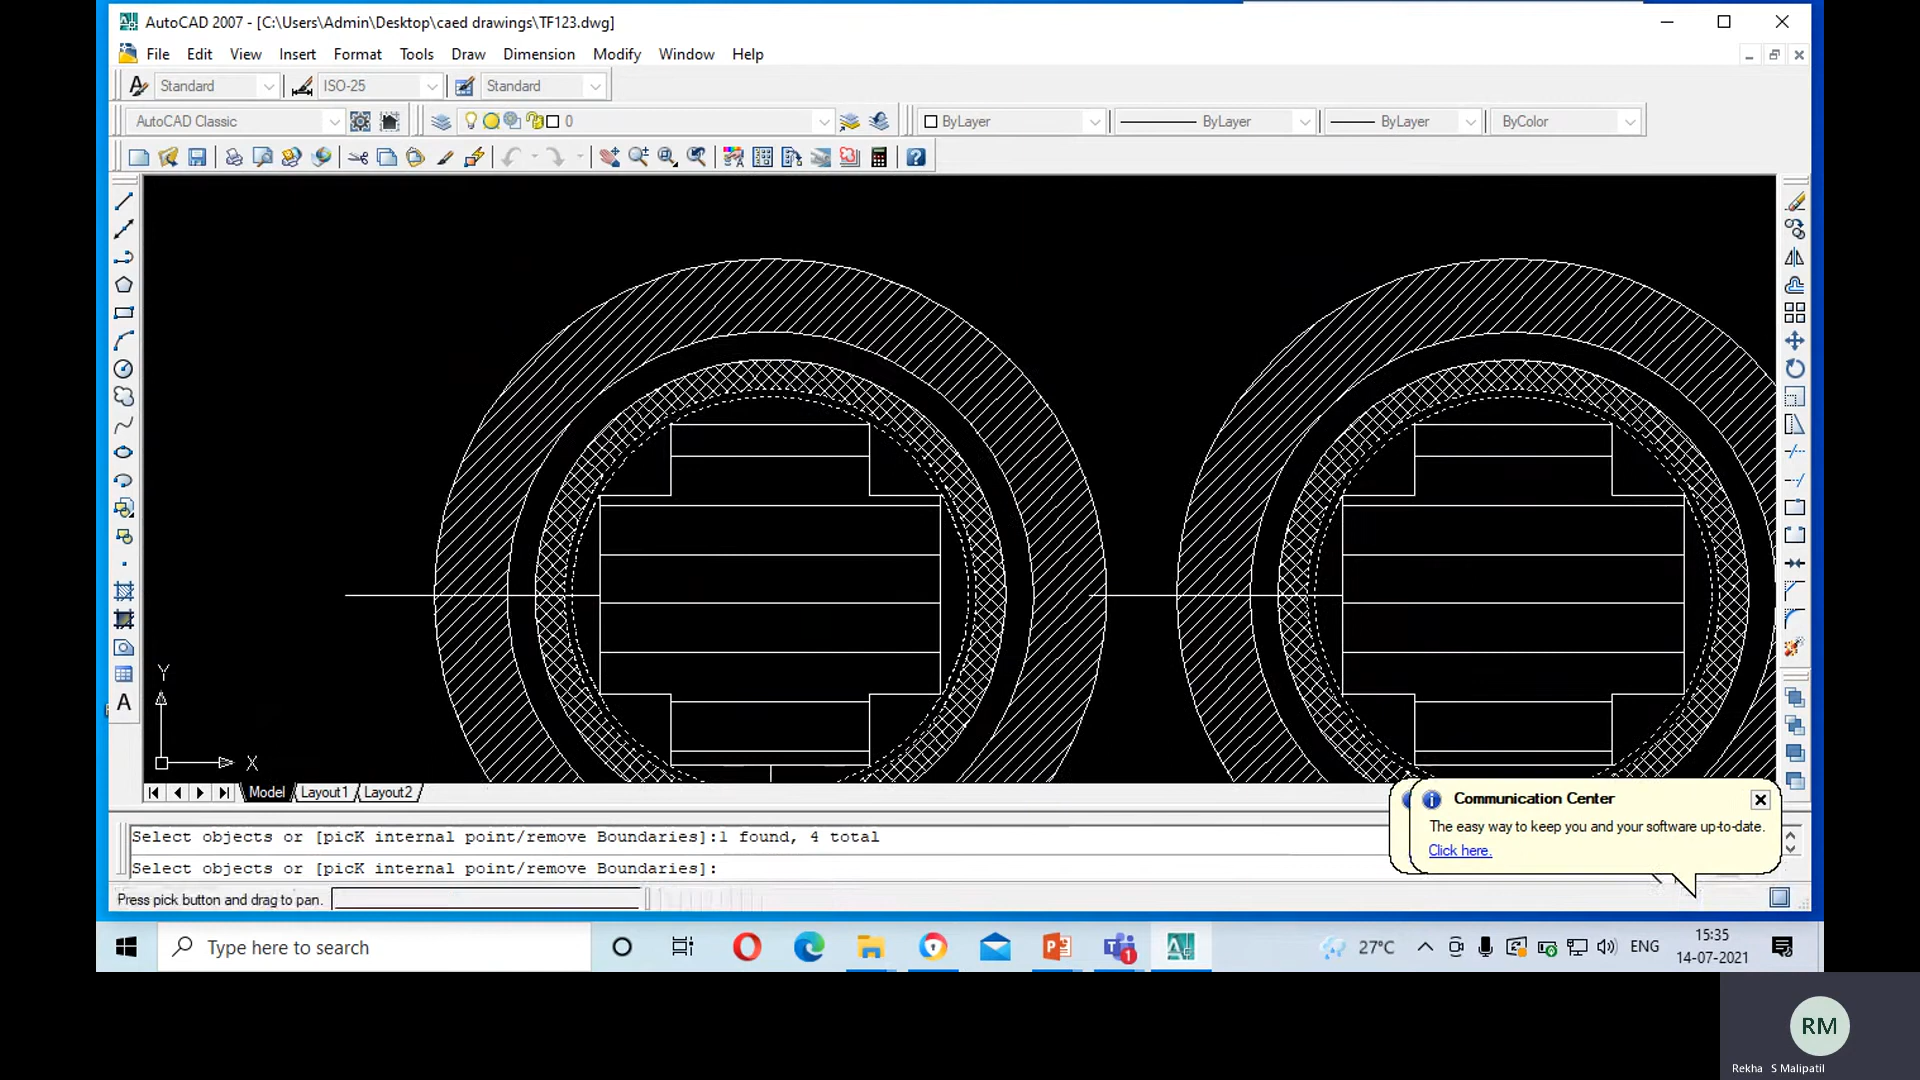 AutoCAD 2007 - [C:\Users\Admin\Desktop\caed drawings\TF123.dwg]
File Edit View Insert Format Tools Draw Dimension Modify Window Help
Standard ISO-25 Standard
AutoCAD Classic 0 ByLayer ByLayer ByLayer ByColor
A
Y
X
Model Layout1 Layout2
Communication Center
The easy way to keep you and your software up-to-date.
Click here.
Select objects or [picK internal point/remove Boundaries]:1 found, 4 total
Select objects or [picK internal point/remove Boundaries]:
Press pick button and drag to pan.
Type here to search
1
27°C
ENG
15:35
14-07-2021
RM
Rekha S Malipatil